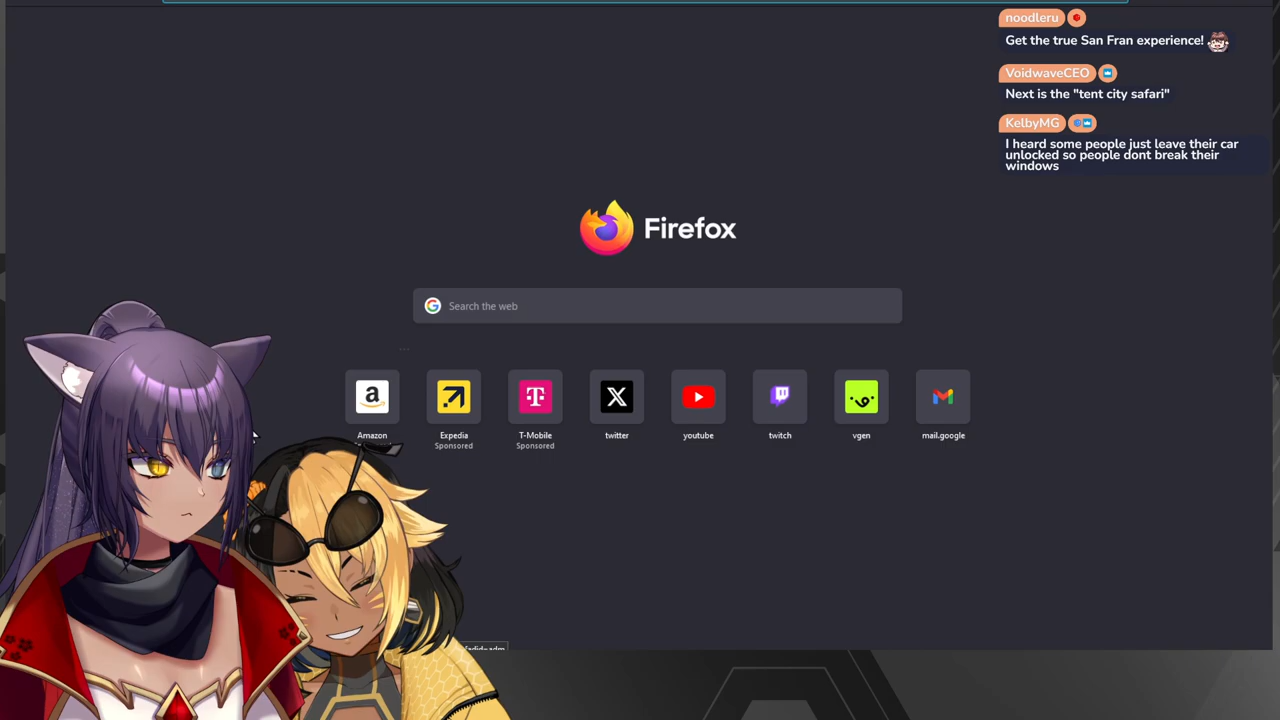 noodleru
Get the true San Fran experience!
VoidwaveCEO
Next is the "tent city safari"
KelbyMG
I heard some people just leave their car
unlocked so people dont break their
windows
Firefox
Search the web
Amazon
Expedia
Sponsored
T-Mobile
Sponsored
twitter
youtube
twitch
vgen
mail.google